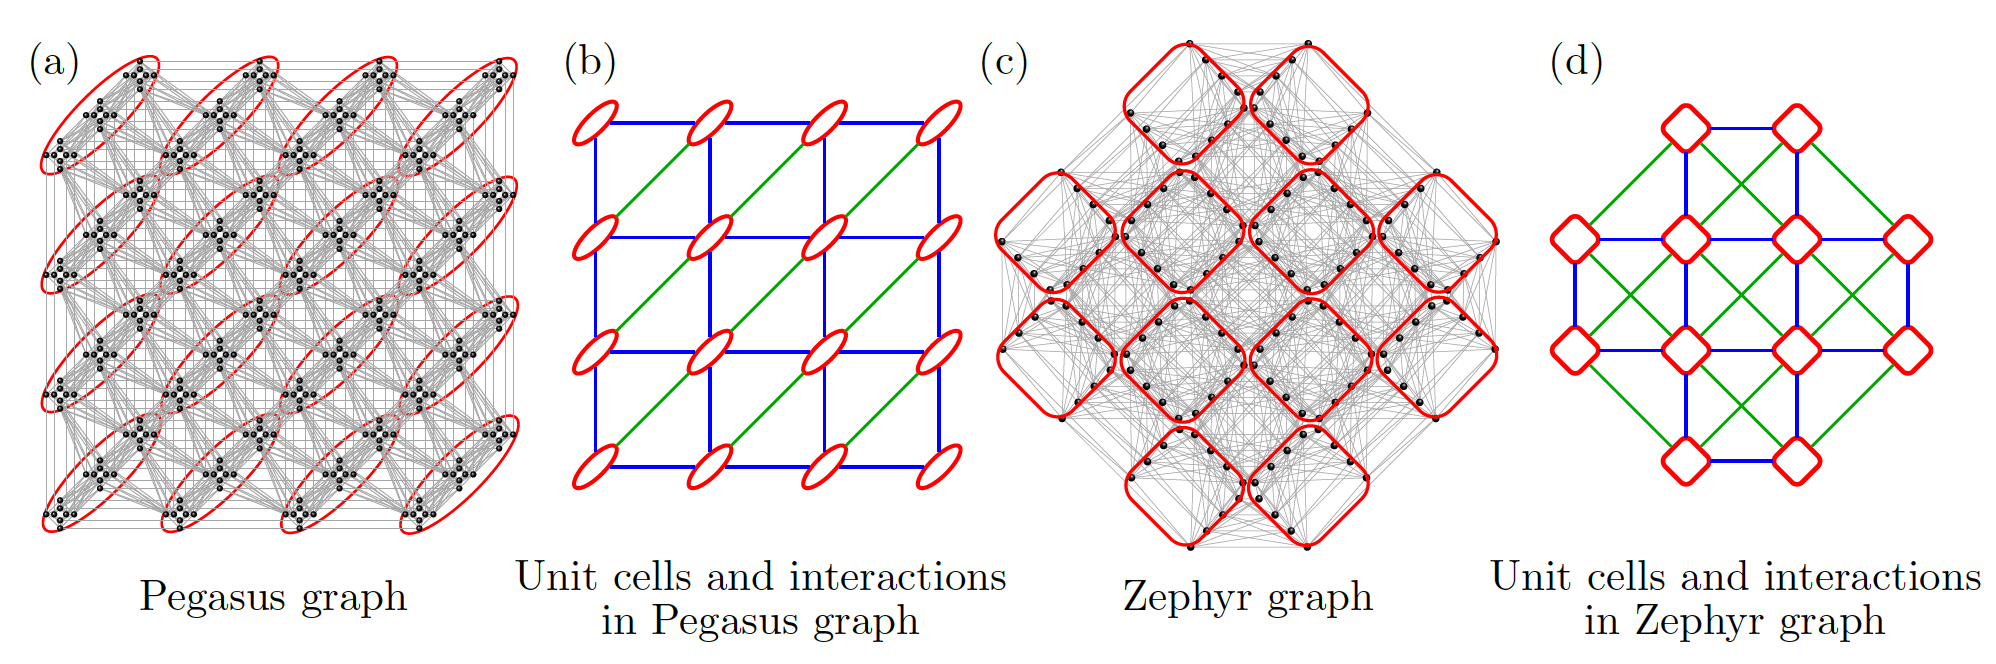 (a)
(b)
(c)
(d)
Pegasus graph
Unit cells and interactions
in Pegasus graph
Zephyr graph
Unit cells and interactions
in Zephyr graph